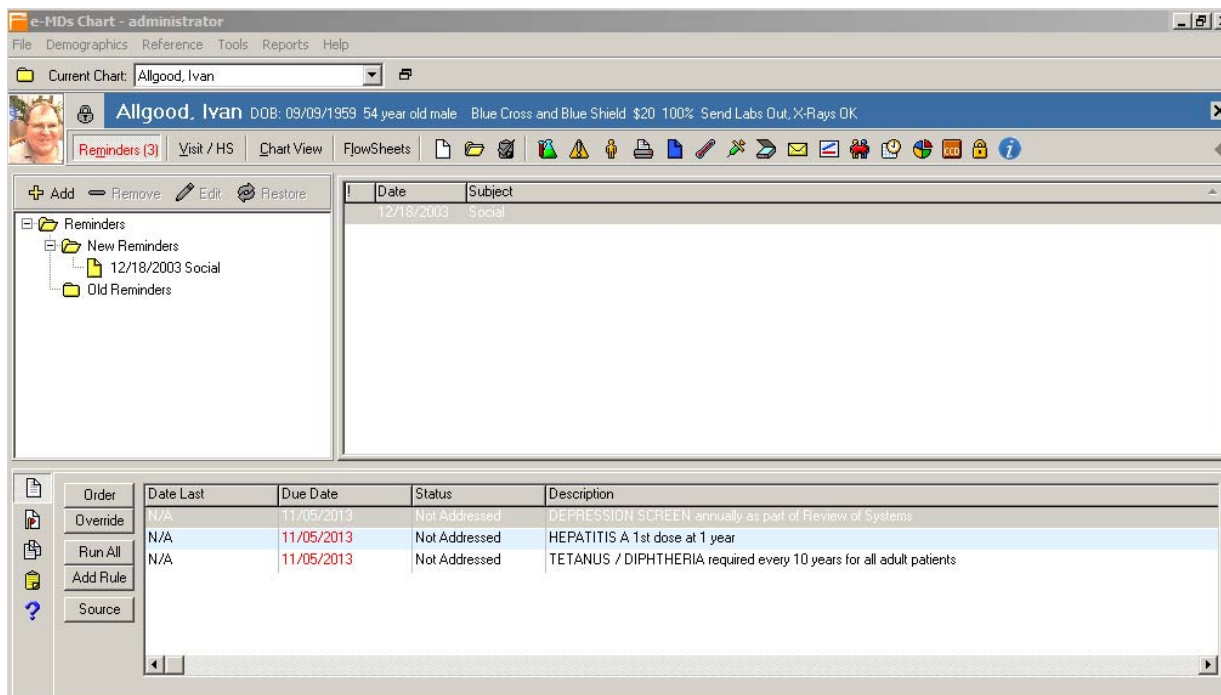 e-MDs Chart - administrator
File Demographics Reference Tools Reports Help
Current Chart: Allgood, Ivan
Allgood, Ivan DOB: 09/09/1959 54 year old male Blue Cross and Blue Shield $20 100% Send Labs Out, X-Rays OK
Reminders (3) Visit / HS Chart View FlowSheets CCD
Add Remove Edit Restore
! Date Subject
12/18/2003 Social
Reminders
New Reminders
12/18/2003 Social
Old Reminders
Order
Override
Run All
Add Rule
Source
Date Last Due Date Status Description
N/A 11/05/2013 Not Addressed DEPRESSION SCREEN annually as part of Review of Systems
N/A 11/05/2013 Not Addressed HEPATITIS A 1st dose at 1 year
N/A 11/05/2013 Not Addressed TETANUS / DIPHTHERIA required every 10 years for all adult patients